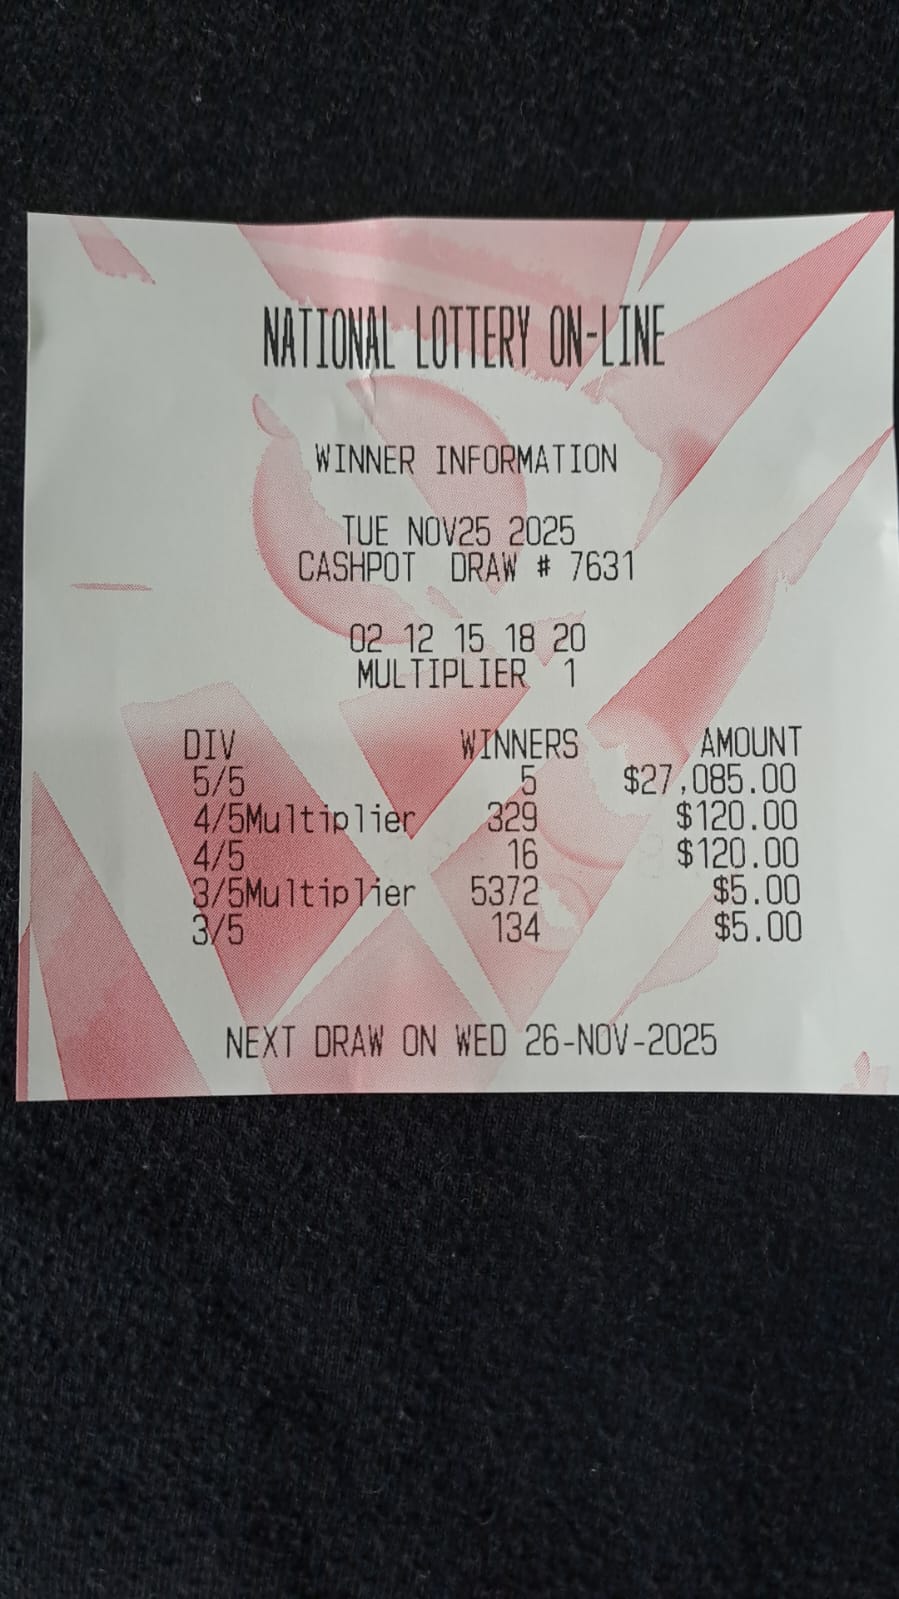 NATIONAL LOTTERY ON-LINE
WINNER INFORMATION
TUE NOV25 2025
CASHPOT DRAW # 7631
02 12 15 18 20
MULTIPLIER 1
DIV WINNERS AMOUNT
5/5 5 $27,085.00
4/5Multiplier 329 $120.00
4/5 16 $120.00
3/5Multiplier 5372 $5.00
3/5 134 $5.00
NEXT DRAW ON WED 26-NOV-2025